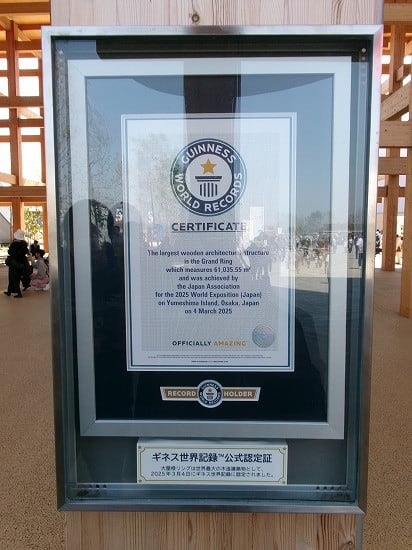 GUINNESS
WORLD RECORDS
CERTIFICATE
The largest wooden architectural structure
is the Grand Ring
which measures 61,035.55 m²
and was achieved by
the Japan Association
for the 2025 World Exposition (Japan)
on Yumeshima Island, Osaka, Japan
on 4 March 2025
OFFICIALLY AMAZING
RECORD HOLDER
ギネス世界記録™公式認定証
大屋根リングは世界最大の木造建築物として、
2025年3月4日にギネス世界記録に認定されました。